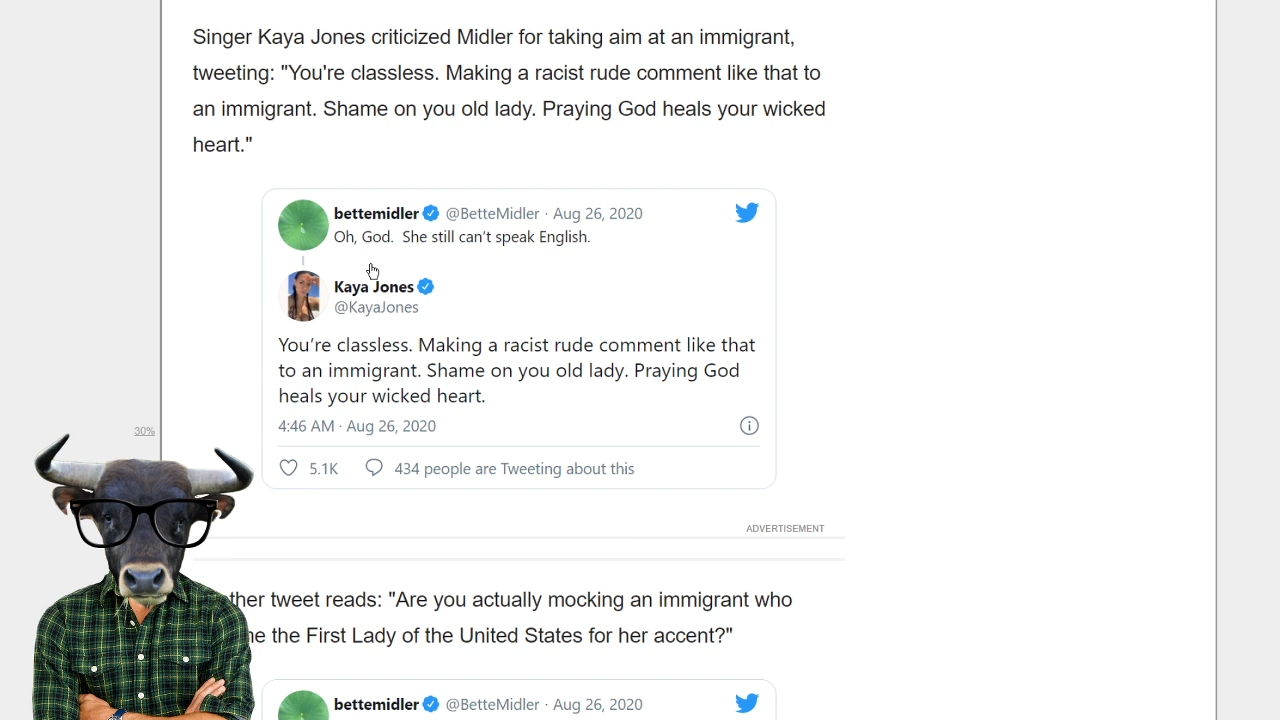 Singer Kaya Jones criticized Midler for taking aim at an immigrant,
tweeting: "You're classless. Making a racist rude comment like that to
an immigrant. Shame on you old lady. Praying God heals your wicked
heart."
bettemidler @BetteMidler · Aug 26, 2020
Oh, God. She still can't speak English.
Kaya Jones
@KayaJones
You're classless. Making a racist rude comment like that
to an immigrant. Shame on you old lady. Praying God
heals your wicked heart.
4:46 AM · Aug 26, 2020
30%
5.1K 434 people are Tweeting about this
ADVERTISEMENT
tweet reads: "Are you actually mocking an immigrant who
the First Lady of the United States for her accent?"
bettemidler @BetteMidler · Aug 26, 2020